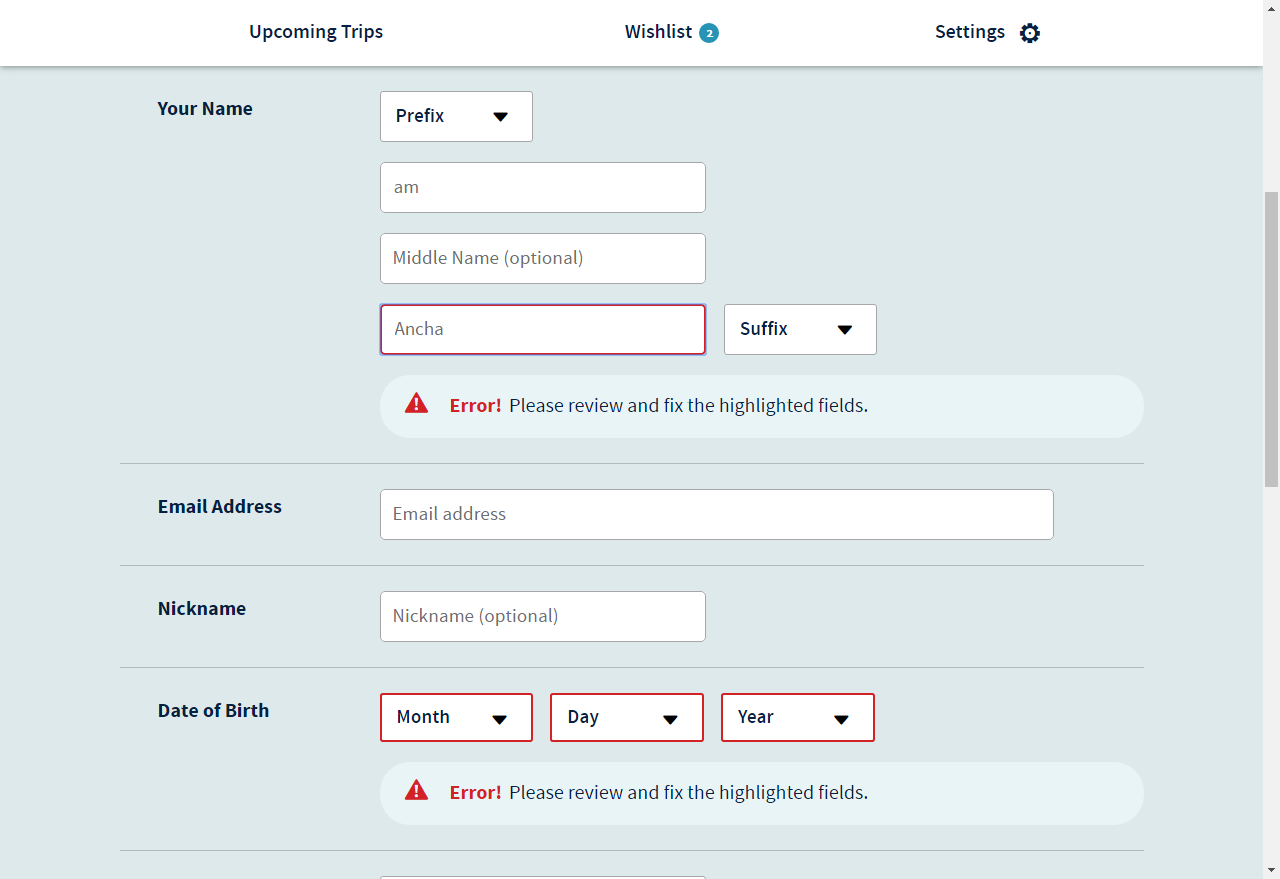 Upcoming Trips
Wishlist 2
Settings
Your Name
Prefix
am
Middle Name (optional)
Ancha
Suffix
Error! Please review and fix the highlighted fields.
Email Address
Email address
Nickname
Nickname (optional)
Date of Birth
Month
Day
Year
Error! Please review and fix the highlighted fields.